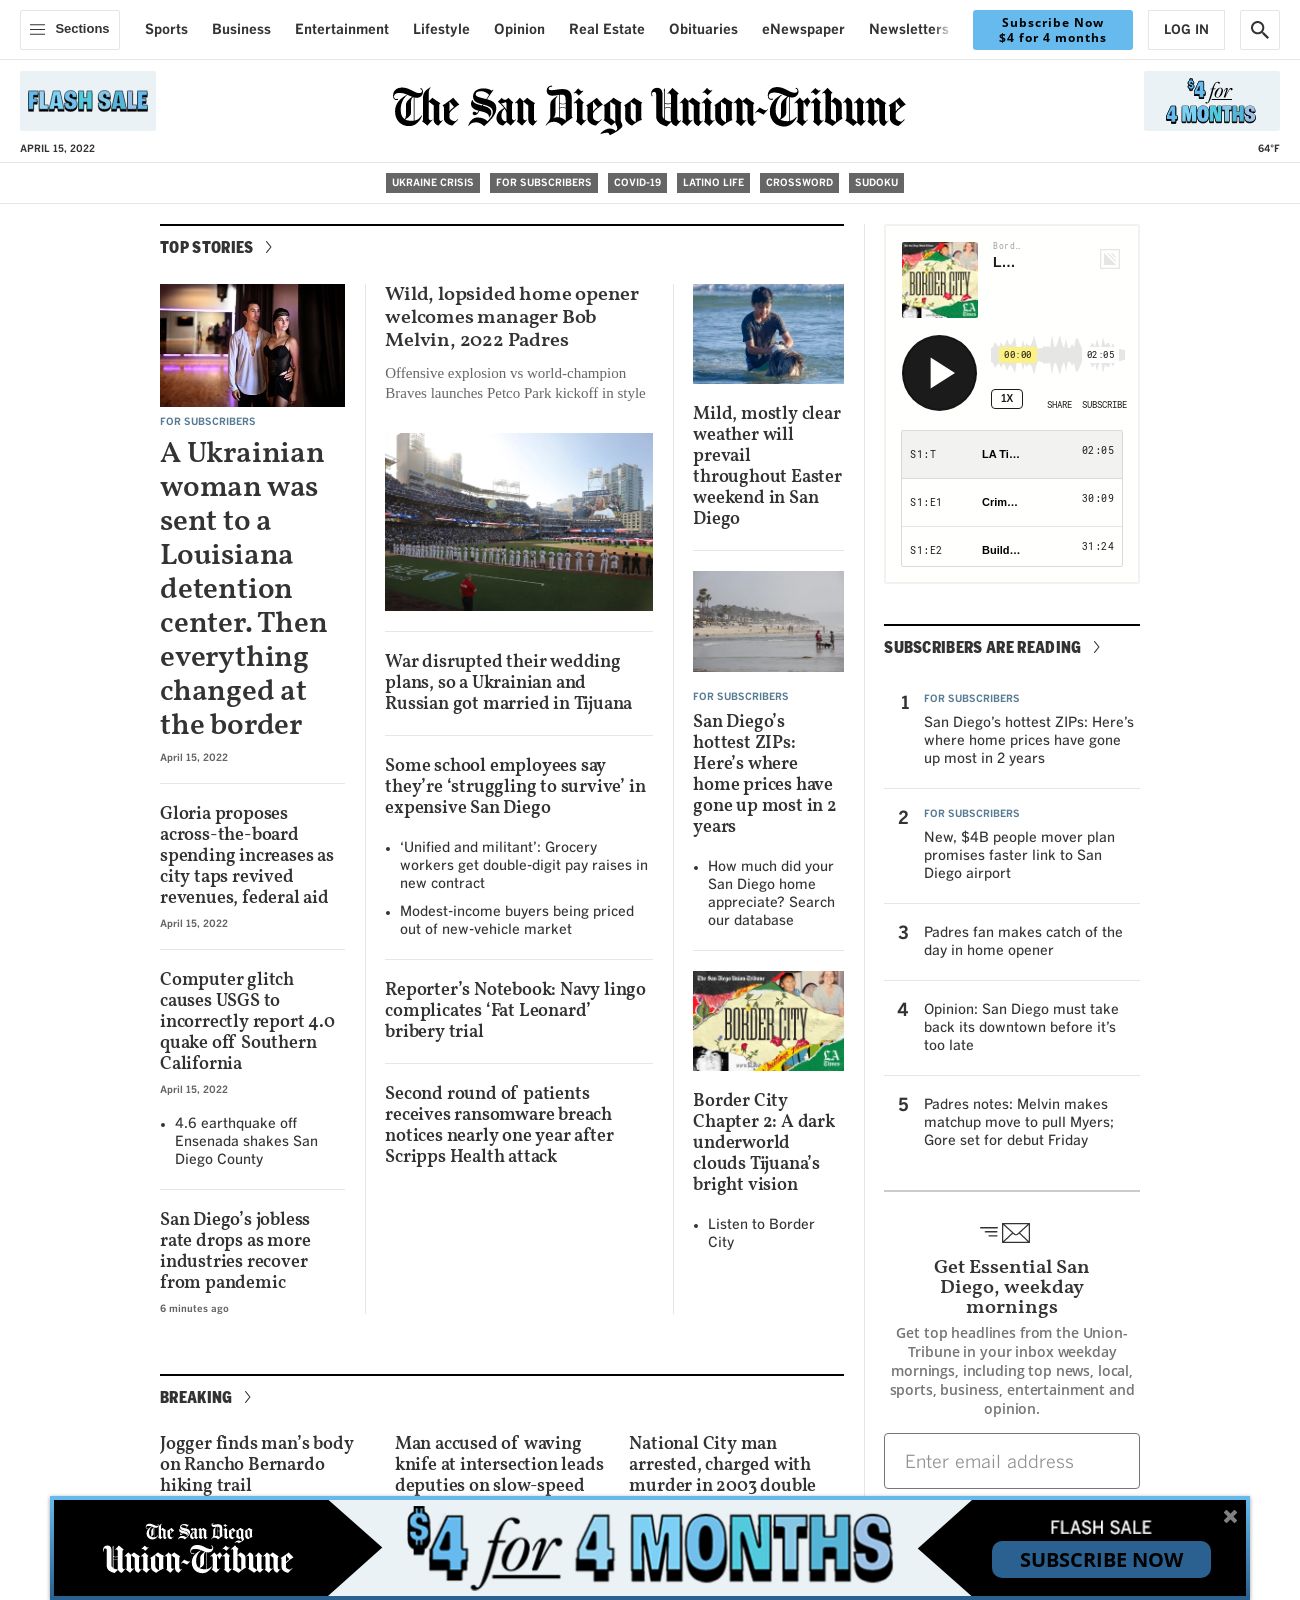 Sections
Sports
Business
Entertainment
Lifestyle
Opinion
Real Estate
Obituaries
eNewspaper
Newsletters
Subscribe Now
$4 for 4 months
LOG IN
FLASH SALE
The San Diego Union-Tribune
$4 for
4 MONTHS
APRIL 15, 2022
64°F
UKRAINE CRISIS
FOR SUBSCRIBERS
COVID-19
LATINO LIFE
CROSSWORD
SUDOKU
TOP STORIES
FOR SUBSCRIBERS
A Ukrainian
woman was
sent to a
Louisiana
detention
center. Then
everything
changed at
the border
April 15, 2022
Gloria proposes
across-the-board
spending increases as
city taps revived
revenues, federal aid
April 15, 2022
Computer glitch
causes USGS to
incorrectly report 4.0
quake off Southern
California
April 15, 2022
• 4.6 earthquake off
Ensenada shakes San
Diego County
San Diego’s jobless
rate drops as more
industries recover
from pandemic
6 minutes ago
Wild, lopsided home opener
welcomes manager Bob
Melvin, 2022 Padres
Offensive explosion vs world-champion
Braves launches Petco Park kickoff in style
War disrupted their wedding
plans, so a Ukrainian and
Russian got married in Tijuana
Some school employees say
they’re ‘struggling to survive’ in
expensive San Diego
• ‘Unified and militant’: Grocery
workers get double-digit pay raises in
new contract
• Modest-income buyers being priced
out of new-vehicle market
Reporter’s Notebook: Navy lingo
complicates ‘Fat Leonard’
bribery trial
Second round of patients
receives ransomware breach
notices nearly one year after
Scripps Health attack
Mild, mostly clear
weather will
prevail
throughout Easter
weekend in San
Diego
FOR SUBSCRIBERS
San Diego’s
hottest ZIPs:
Here’s where
home prices have
gone up most in 2
years
• How much did your
San Diego home
appreciate? Search
our database
The San Diego Union-Tribune
BORDER CITY
LA
Times
Border City
Chapter 2: A dark
underworld
clouds Tijuana’s
bright vision
• Listen to Border
City
BORDER CITY
LA
Times
Bord…
L…
00:00
02:05
1X
SHARE
SUBSCRIBE
S1:T
LA Ti…
02:05
S1:E1
Crim…
30:09
S1:E2
Build…
31:24
SUBSCRIBERS ARE READING
1
FOR SUBSCRIBERS
San Diego’s hottest ZIPs: Here’s
where home prices have gone
up most in 2 years
2
FOR SUBSCRIBERS
New, $4B people mover plan
promises faster link to San
Diego airport
3
Padres fan makes catch of the
day in home opener
4
Opinion: San Diego must take
back its downtown before it’s
too late
5
Padres notes: Melvin makes
matchup move to pull Myers;
Gore set for debut Friday
Get Essential San
Diego, weekday
mornings
Get top headlines from the Union-
Tribune in your inbox weekday
mornings, including top news, local,
sports, business, entertainment and
opinion.
Enter email address
BREAKING
Jogger finds man’s body
on Rancho Bernardo
hiking trail
Man accused of waving
knife at intersection leads
deputies on slow-speed
National City man
arrested, charged with
murder in 2003 double
The San Diego
Union-Tribune
$4 for 4 MONTHS
FLASH SALE
SUBSCRIBE NOW